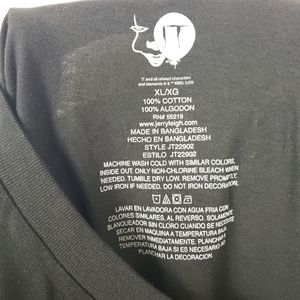 IT
IT and all related characters
and elements © & ™ WBEI. (s20)
XL/XG
100% COTTON
100% ALGODON
RN# 55219
www.jerryleigh.com
MADE IN BANGLADESH
HECHO EN BANGLADESH
STYLE JT22902
ESTILO JT22902
MACHINE WASH COLD WITH SIMILAR COLORS,
INSIDE OUT. ONLY NON-CHLORINE BLEACH WHEN
NEEDED. TUMBLE DRY LOW. REMOVE PROMPTLY.
LOW IRON IF NEEDED. DO NOT IRON DECORATION.
LAVAR EN LAVADORA CON AGUA FRIA CON
COLORES SIMILARES, AL REVERSO. SOLAMENTE
BLANQUEADOR SIN CLORO CUANDO SE NECESITE
SECAR EN MAQUINA A TEMPERATURA BAJA.
REMOVER INMEDIATAMENTE. PLANCHAR
TEMPERATURA BAJA SI ES NECESARIO NO
PLANCHAR LA DECORACION.